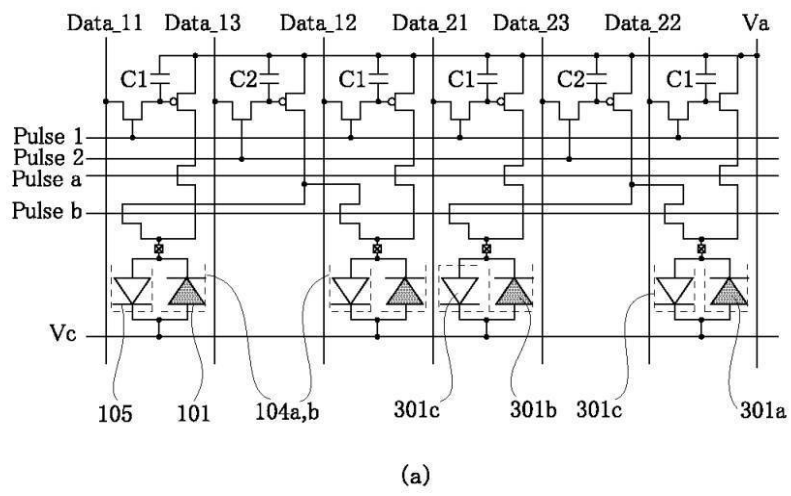 Data_11 Data_13 Data_12 Data_21 Data_23 Data_22 Va
C1 C2 C1 C1 C2 C1
Pulse 1
Pulse 2
Pulse a
Pulse b
Vc
105 101 104a,b 301c 301b 301c 301a
(a)